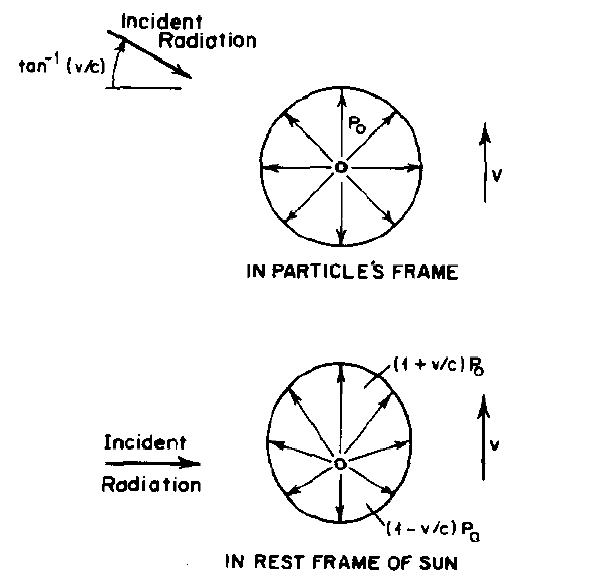 Incident
Radiation
tan⁻¹ (v/c)
P₀
v
IN PARTICLE'S FRAME
(1 + v/c) P₀
Incident
v
Radiation
(1 – v/c) P₀
IN REST FRAME OF SUN